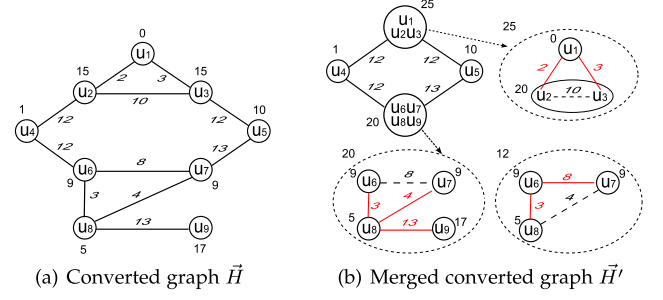 0
u1
15
2
3
15
u2
10
u3
1
12
12
10
u4
u5
12
13
u6
8
u7
9
9
3
4
u8
13
u9
5
17
(a) Converted graph H⃗
25
u1
u2u3
1
12
12
10
u4
u5
12
13
u6u7
u8u9
20
25
0
u1
2
3
20
u2
10
u3
20
9
u6
8
u7
9
3
4
5
u8
13
u9
17
12
9
u6
8
u7
9
3
4
5
u8
(b) Merged converted graph H⃗′